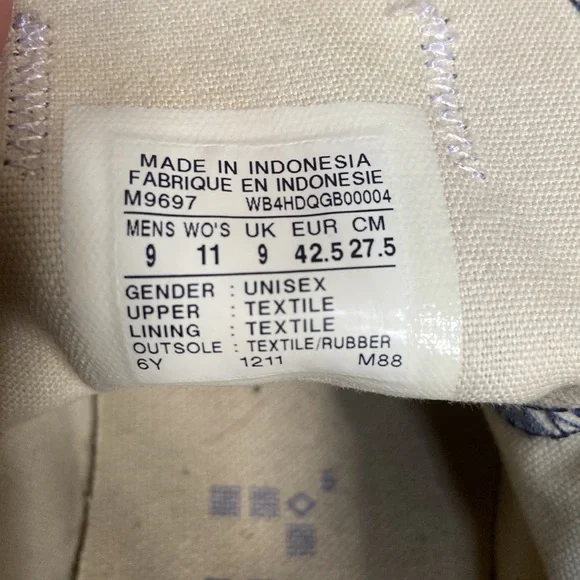 MADE IN INDONESIA
FABRIQUE EN INDONESIE
M9697 WB4HDQGB00004
MENS WO'S UK EUR CM
9 11 9 42.5 27.5
GENDER : UNISEX
UPPER : TEXTILE
LINING : TEXTILE
OUTSOLE : TEXTILE/RUBBER
6Y 1211 M88